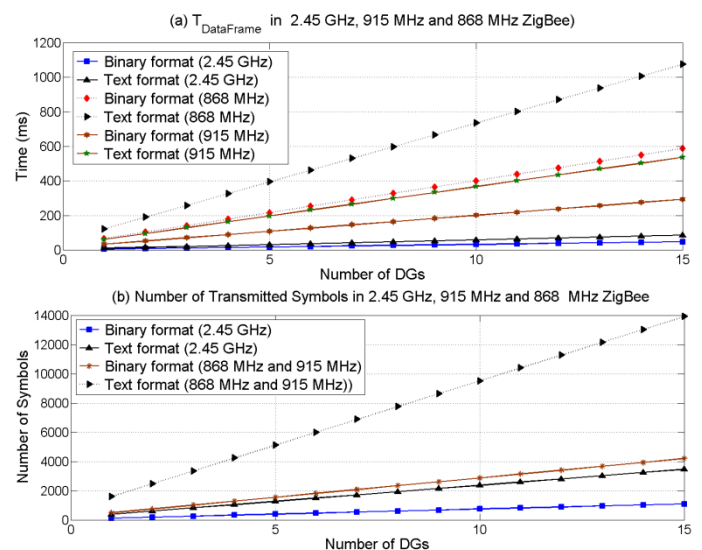 (a) T_DataFrame in 2.45 GHz, 915 MHz and 868 MHz ZigBee)
1200
1000
800
600
400
200
0
Time (ms)
Binary format (2.45 GHz)
Text format (2.45 GHz)
Binary format (868 MHz)
Text format (868 MHz)
Binary format (915 MHz)
Text format (915 MHz)
0
5
10
15
Number of DGs
(b) Number of Transmitted Symbols in 2.45 GHz, 915 MHz and 868 MHz ZigBee
14000
12000
10000
8000
6000
4000
2000
0
Number of Symbols
Binary format (2.45 GHz)
Text format (2.45 GHz)
Binary format (868 MHz and 915 MHz)
Text format (868 MHz and 915 MHz))
0
5
10
15
Number of DGs